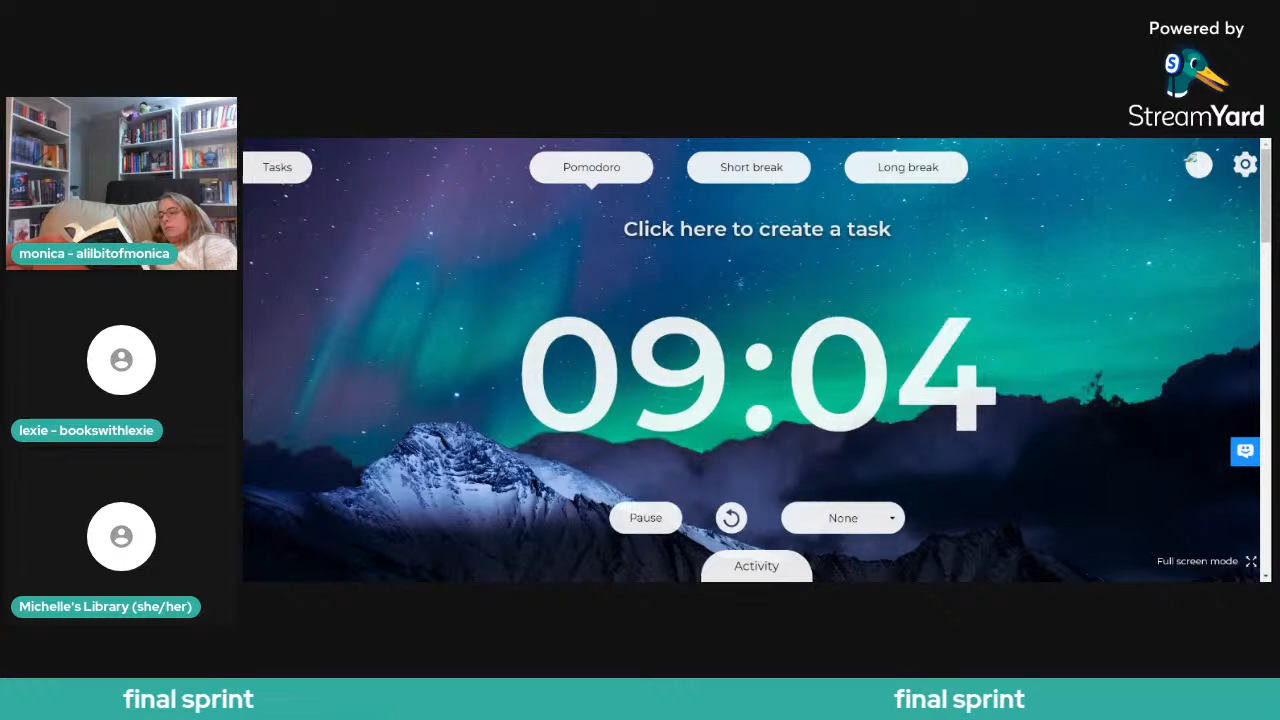 Powered by
StreamYard
Tasks
Pomodoro
Short break
Long break
Click here to create a task
09:04
monica - alilbitofmonica
lexie - bookswithlexie
Michelle's Library (she/her)
Pause
None
Activity
Full screen mode
final sprint
final sprint